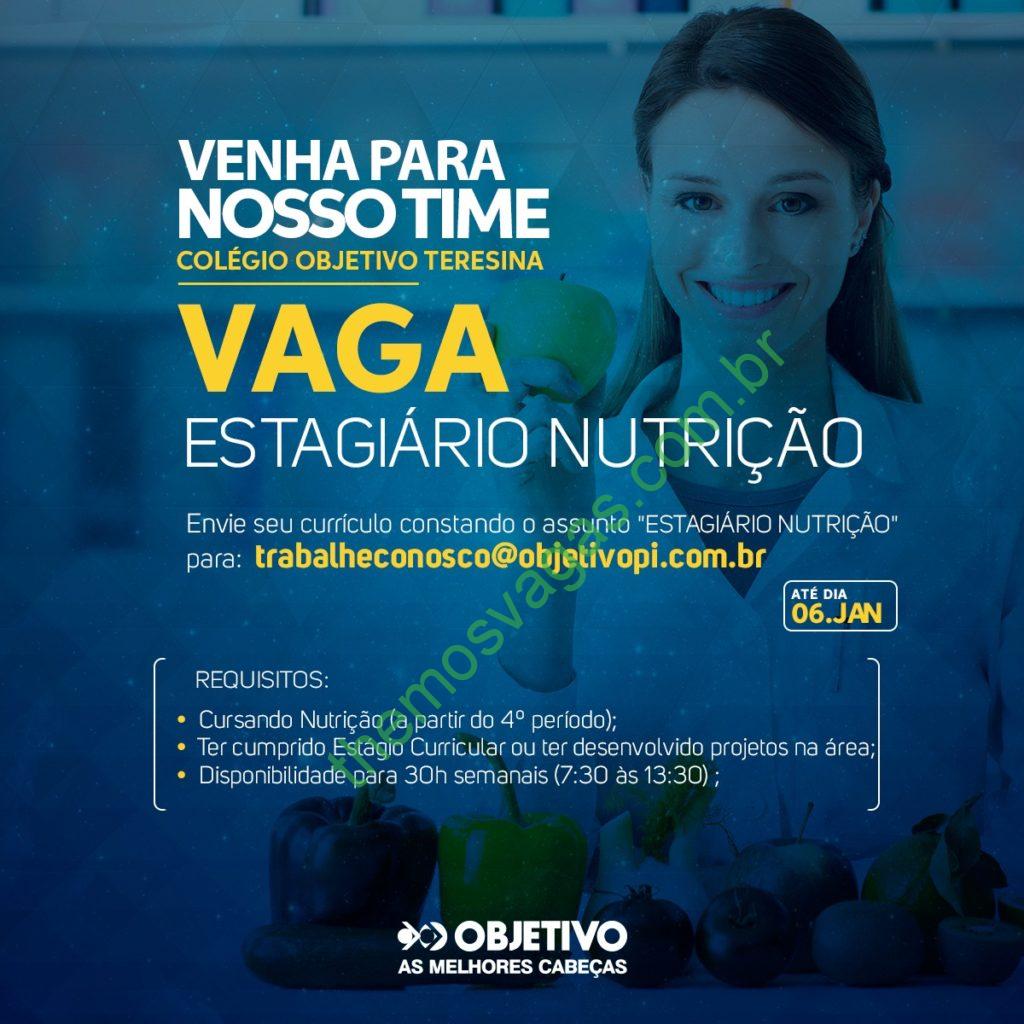 VENHA PARA
NOSSO TIME
COLÉGIO OBJETIVO TERESINA
VAGA
ESTAGIÁRIO NUTRIÇÃO
Envie seu currículo constando o assunto "ESTAGIÁRIO NUTRIÇÃO"
para: trabalheconosco@objetivopi.com.br
ATÉ DIA
06.JAN
REQUISITOS:
• Cursando Nutrição (a partir do 4º período);
• Ter cumprido Estágio Curricular ou ter desenvolvido projetos na área;
• Disponibilidade para 30h semanais (7:30 às 13:30) ;
themosvagas.com.br
OBJETIVO
AS MELHORES CABEÇAS